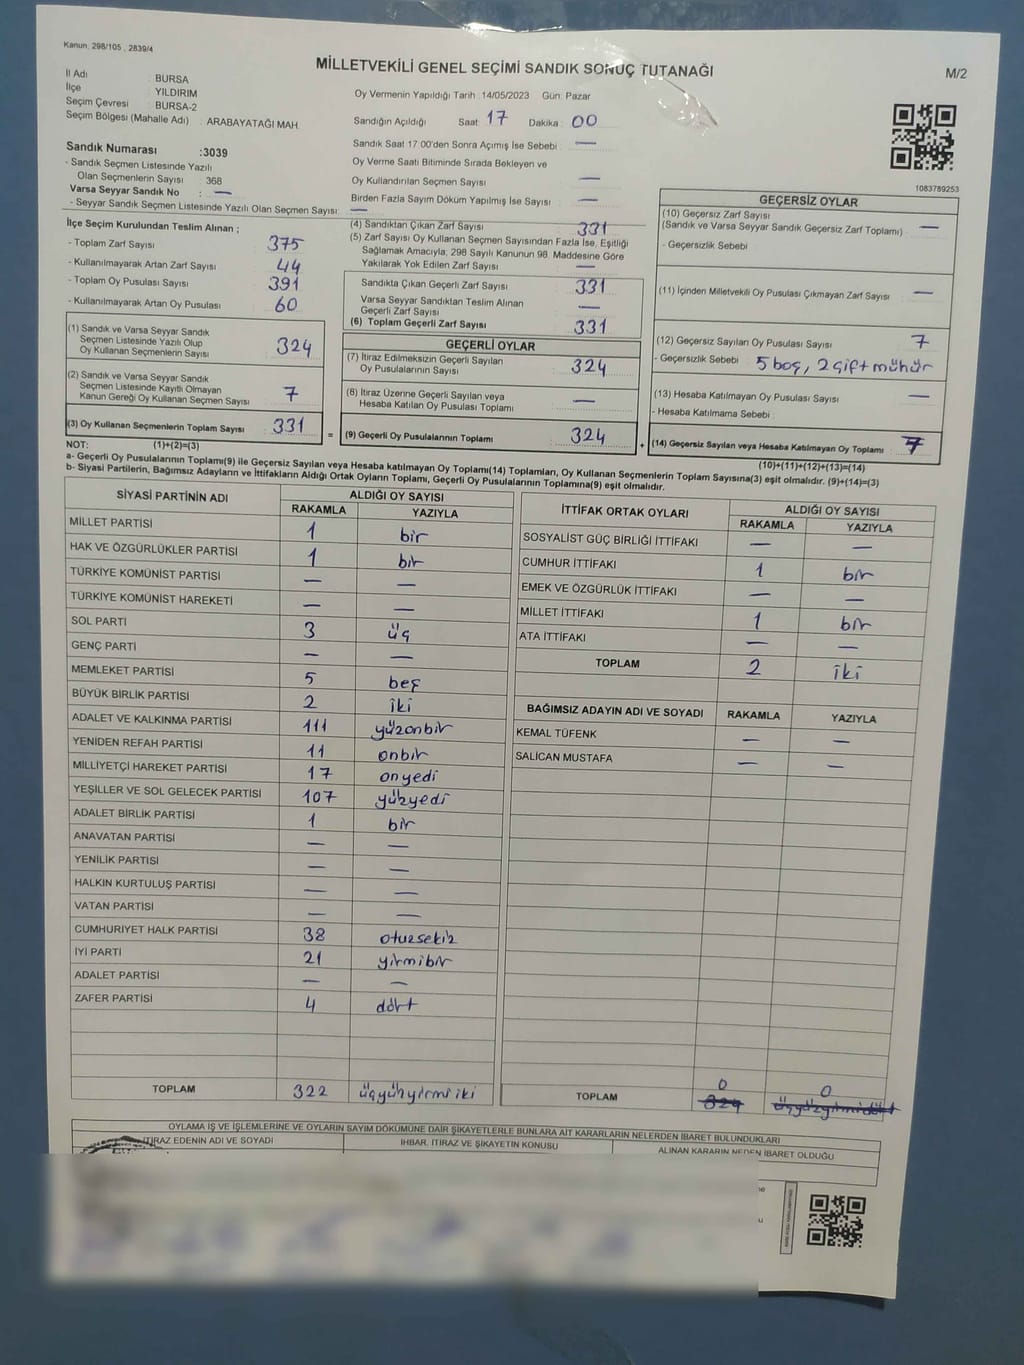 Kanun, 298/105 , 2839/4
MİLLETVEKİLİ GENEL SEÇİMİ SANDIK SONUÇ TUTANAĞI
M/2
İl Adı : BURSA
İlçe YILDIRIM
Seçim Çevresi : BURSA-2
Seçim Bölgesi (Mahalle Adı) : ARABAYATAĞI MAH.
Sandık Numarası :3039
- Sandık Seçmen Listesinde Yazılı
Olan Seçmenlerin Sayısı : 368
Varsa Seyyar Sandık No : —
- Seyyar Sandık Seçmen Listesinde Yazılı Olan Seçmen Sayısı: —
Oy Vermenin Yapıldığı Tarih :14/05/2023 Gün: Pazar
Sandığın Açıldığı Saat: 17 Dakika : 00
Sandık Saat 17.00'den Sonra Açımış İse Sebebi : —
Oy Verme Saati Bitiminde Sırada Bekleyen ve
Oy Kullandırılan Seçmen Sayısı : —
Birden Fazla Sayım Döküm Yapılmış İse Sayısı : —
1083789253
İlçe Seçim Kurulundan Teslim Alınan ;
- Toplam Zarf Sayısı : 375
- Kullanılmayarak Artan Zarf Sayısı : 44
- Toplam Oy Pusulası Sayısı : 391
- Kullanılmayarak Artan Oy Pusulası : 60
(1) Sandık ve Varsa Seyyar Sandık
Seçmen Listesinde Yazılı Olup
Oy Kullanan Seçmenlerin Sayısı : 324
(2) Sandık ve Varsa Seyyar Sandık
Seçmen Listesinde Kayıtlı Olmayan
Kanun Gereği Oy Kullanan Seçmen Sayısı : 7
(3) Oy Kullanan Seçmenlerin Toplam Sayısı : 331
(4) Sandıktan Çıkan Zarf Sayısı : 331
(5) Zarf Sayısı Oy Kullanan Seçmen Sayısından Fazla İse, Eşitliği
Sağlamak Amacıyla, 298 Sayılı Kanunun 98. Maddesine Göre
Yakılarak Yok Edilen Zarf Sayısı : —
Sandıkta Çıkan Geçerli Zarf Sayısı : 331
Varsa Seyyar Sandıktan Teslim Alınan
Geçerli Zarf Sayısı : —
(6) Toplam Geçerli Zarf Sayısı : 331
GEÇERLİ OYLAR
(7) İtiraz Edilmeksizin Geçerli Sayılan
Oy Pusulalarının Sayısı : 324
(8) İtiraz Üzerine Geçerli Sayılan veya
Hesaba Katılan Oy Pusulası Toplamı : —
= (9) Geçerli Oy Pusulalarının Toplamı : 324
GEÇERSİZ OYLAR
(10) Geçersiz Zarf Sayısı
(Sandık ve Varsa Seyyar Sandık Geçersiz Zarf Toplamı) : —
- Geçersizlik Sebebi :
(11) İçinden Milletvekili Oy Pusulası Çıkmayan Zarf Sayısı : —
(12) Geçersiz Sayılan Oy Pusulası Sayısı : 7
- Geçersizlik Sebebi : 5 boş, 2 çift mühür
(13) Hesaba Katılmayan Oy Pusulası Sayısı : —
- Hesaba Katılmama Sebebi :
+ (14) Geçersiz Sayılan veya Hesaba Katılmayan Oy Toplamı : 7
NOT: (1)+(2)=(3) (10)+(11)+(12)+(13)=(14)
a- Geçerli Oy Pusulalarının Toplamı(9) ile Geçersiz Sayılan veya Hesaba katılmayan Oy Toplamı(14) Toplamları, Oy Kullanan Seçmenlerin Toplam Sayısına(3) eşit olmalıdır. (9)+(14)=(3)
b- Siyasi Partilerin, Bağımsız Adayların ve İttifakların Aldığı Ortak Oyların Toplamı, Geçerli Oy Pusulalarının Toplamına(9) eşit olmalıdır.
SİYASİ PARTİNİN ADI ALDIĞI OY SAYISI
RAKAMLA YAZIYLA
MİLLET PARTİSİ 1 bir
HAK VE ÖZGÜRLÜKLER PARTİSİ 1 bir
TÜRKİYE KOMÜNİST PARTİSİ — —
TÜRKİYE KOMÜNİST HAREKETİ — —
SOL PARTİ 3 üç
GENÇ PARTİ — —
MEMLEKET PARTİSİ 5 beş
BÜYÜK BİRLİK PARTİSİ 2 iki
ADALET VE KALKINMA PARTİSİ 111 yüzonbir
YENİDEN REFAH PARTİSİ 11 onbir
MİLLİYETÇİ HAREKET PARTİSİ 17 onyedi
YEŞİLLER VE SOL GELECEK PARTİSİ 107 yüzyedi
ADALET BİRLİK PARTİSİ 1 bir
ANAVATAN PARTİSİ — —
YENİLİK PARTİSİ — —
HALKIN KURTULUŞ PARTİSİ — —
VATAN PARTİSİ — —
CUMHURİYET HALK PARTİSİ 38 otuzsekiz
İYİ PARTİ 21 yirmibir
ADALET PARTİSİ — —
ZAFER PARTİSİ 4 dört
TOPLAM 322 üçyüzyirmi iki
İTTİFAK ORTAK OYLARI ALDIĞI OY SAYISI
RAKAMLA YAZIYLA
SOSYALİST GÜÇ BİRLİĞİ İTTİFAKI — —
CUMHUR İTTİFAKI 1 bir
EMEK VE ÖZGÜRLÜK İTTİFAKI — —
MİLLET İTTİFAKI 1 bir
ATA İTTİFAKI — —
TOPLAM 2 iki
BAĞIMSIZ ADAYIN ADI VE SOYADI RAKAMLA YAZIYLA
KEMAL TÜFENK — —
SALİCAN MUSTAFA — —
0 0
TOPLAM 324 üçyüzyirmidört
OYLAMA İŞ VE İŞLEMLERİNE VE OYLARIN SAYIM DÖKÜMÜNE DAİR ŞİKAYETLERLE BUNLARA AİT KARARLARIN NELERDEN İBARET BULUNDUKLARI
İTİRAZ EDENİN ADI VE SOYADI İHBAR, İTİRAZ VE ŞİKAYETİN KONUSU ALINAN KARARIN NEDEN İBARET OLDUĞU